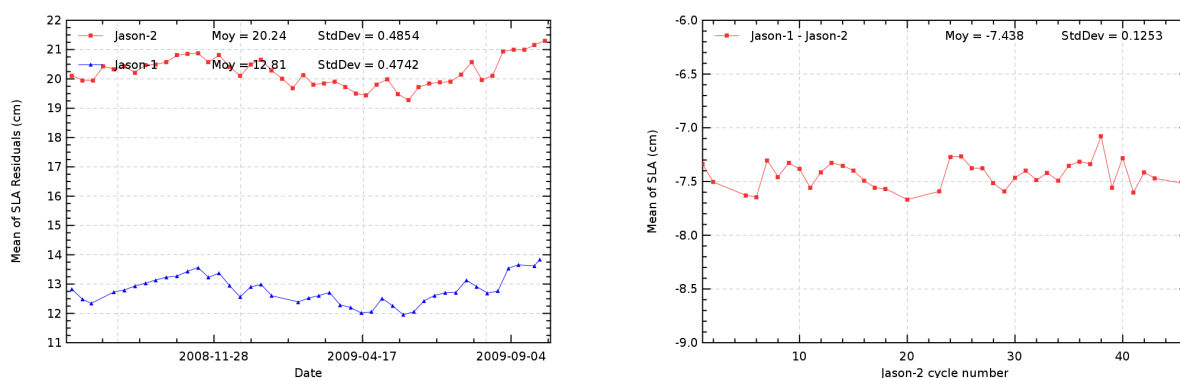 22
21
20
19
18
17
16
15
14
13
12
11
Mean of SLA Residuals (cm)
Jason-2 Moy = 20.24 StdDev = 0.4854
Jason-1 Moy = 12.81 StdDev = 0.4742
2008-11-28 2009-04-17 2009-09-04
Date
-6.0
-6.5
-7.0
-7.5
-8.0
-8.5
-9.0
Mean of SLA (cm)
Jason-1 - Jason-2 Moy = -7.438 StdDev = 0.1253
10 20 30 40
Jason-2 cycle number